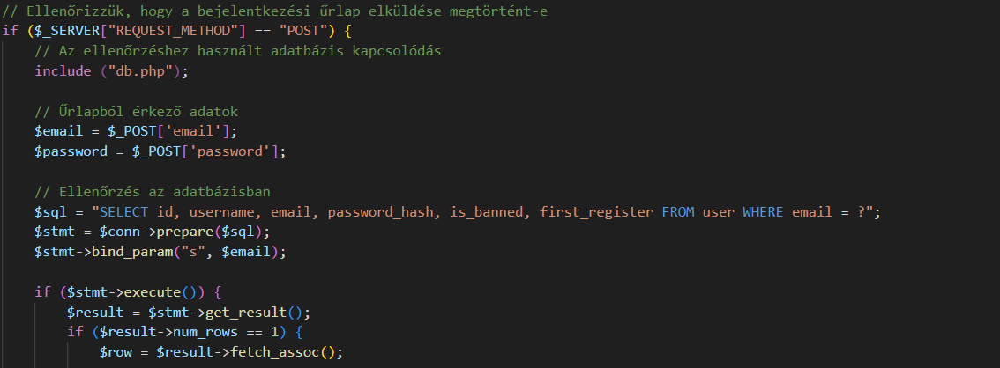 // Ellenőrizzük, hogy a bejelentkezési űrlap elküldése megtörtént-e
if ($_SERVER["REQUEST_METHOD"] == "POST") {
    // Az ellenőrzéshez használt adatbázis kapcsolódás
    include ("db.php");

    // Űrlapból érkező adatok
    $email = $_POST['email'];
    $password = $_POST['password'];

    // Ellenőrzés az adatbázisban
    $sql = "SELECT id, username, email, password_hash, is_banned, first_register FROM user WHERE email = ?";
    $stmt = $conn->prepare($sql);
    $stmt->bind_param("s", $email);

    if ($stmt->execute()) {
        $result = $stmt->get_result();
        if ($result->num_rows == 1) {
            $row = $result->fetch_assoc();